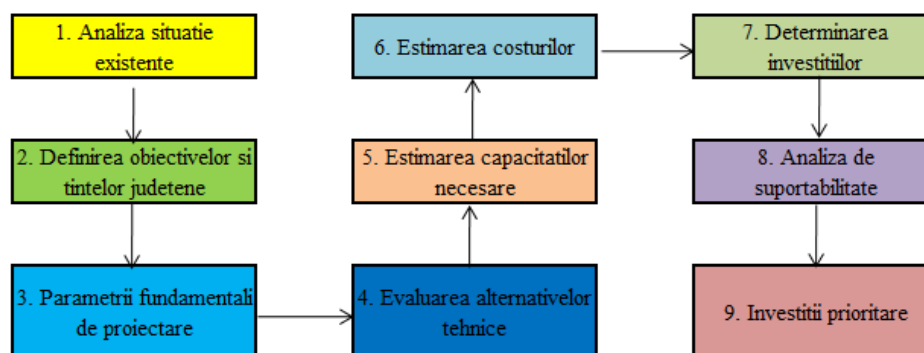 1. Analiza situatie
existente
2. Definirea obiectivelor si
tintelor judetene
3. Parametrii fundamentali
de proiectare
4. Evaluarea alternativelor
tehnice
5. Estimarea capacitatilor
necesare
6. Estimarea costurilor
7. Determinarea
investitiilor
8. Analiza de
suportabilitate
9. Investitii prioritare